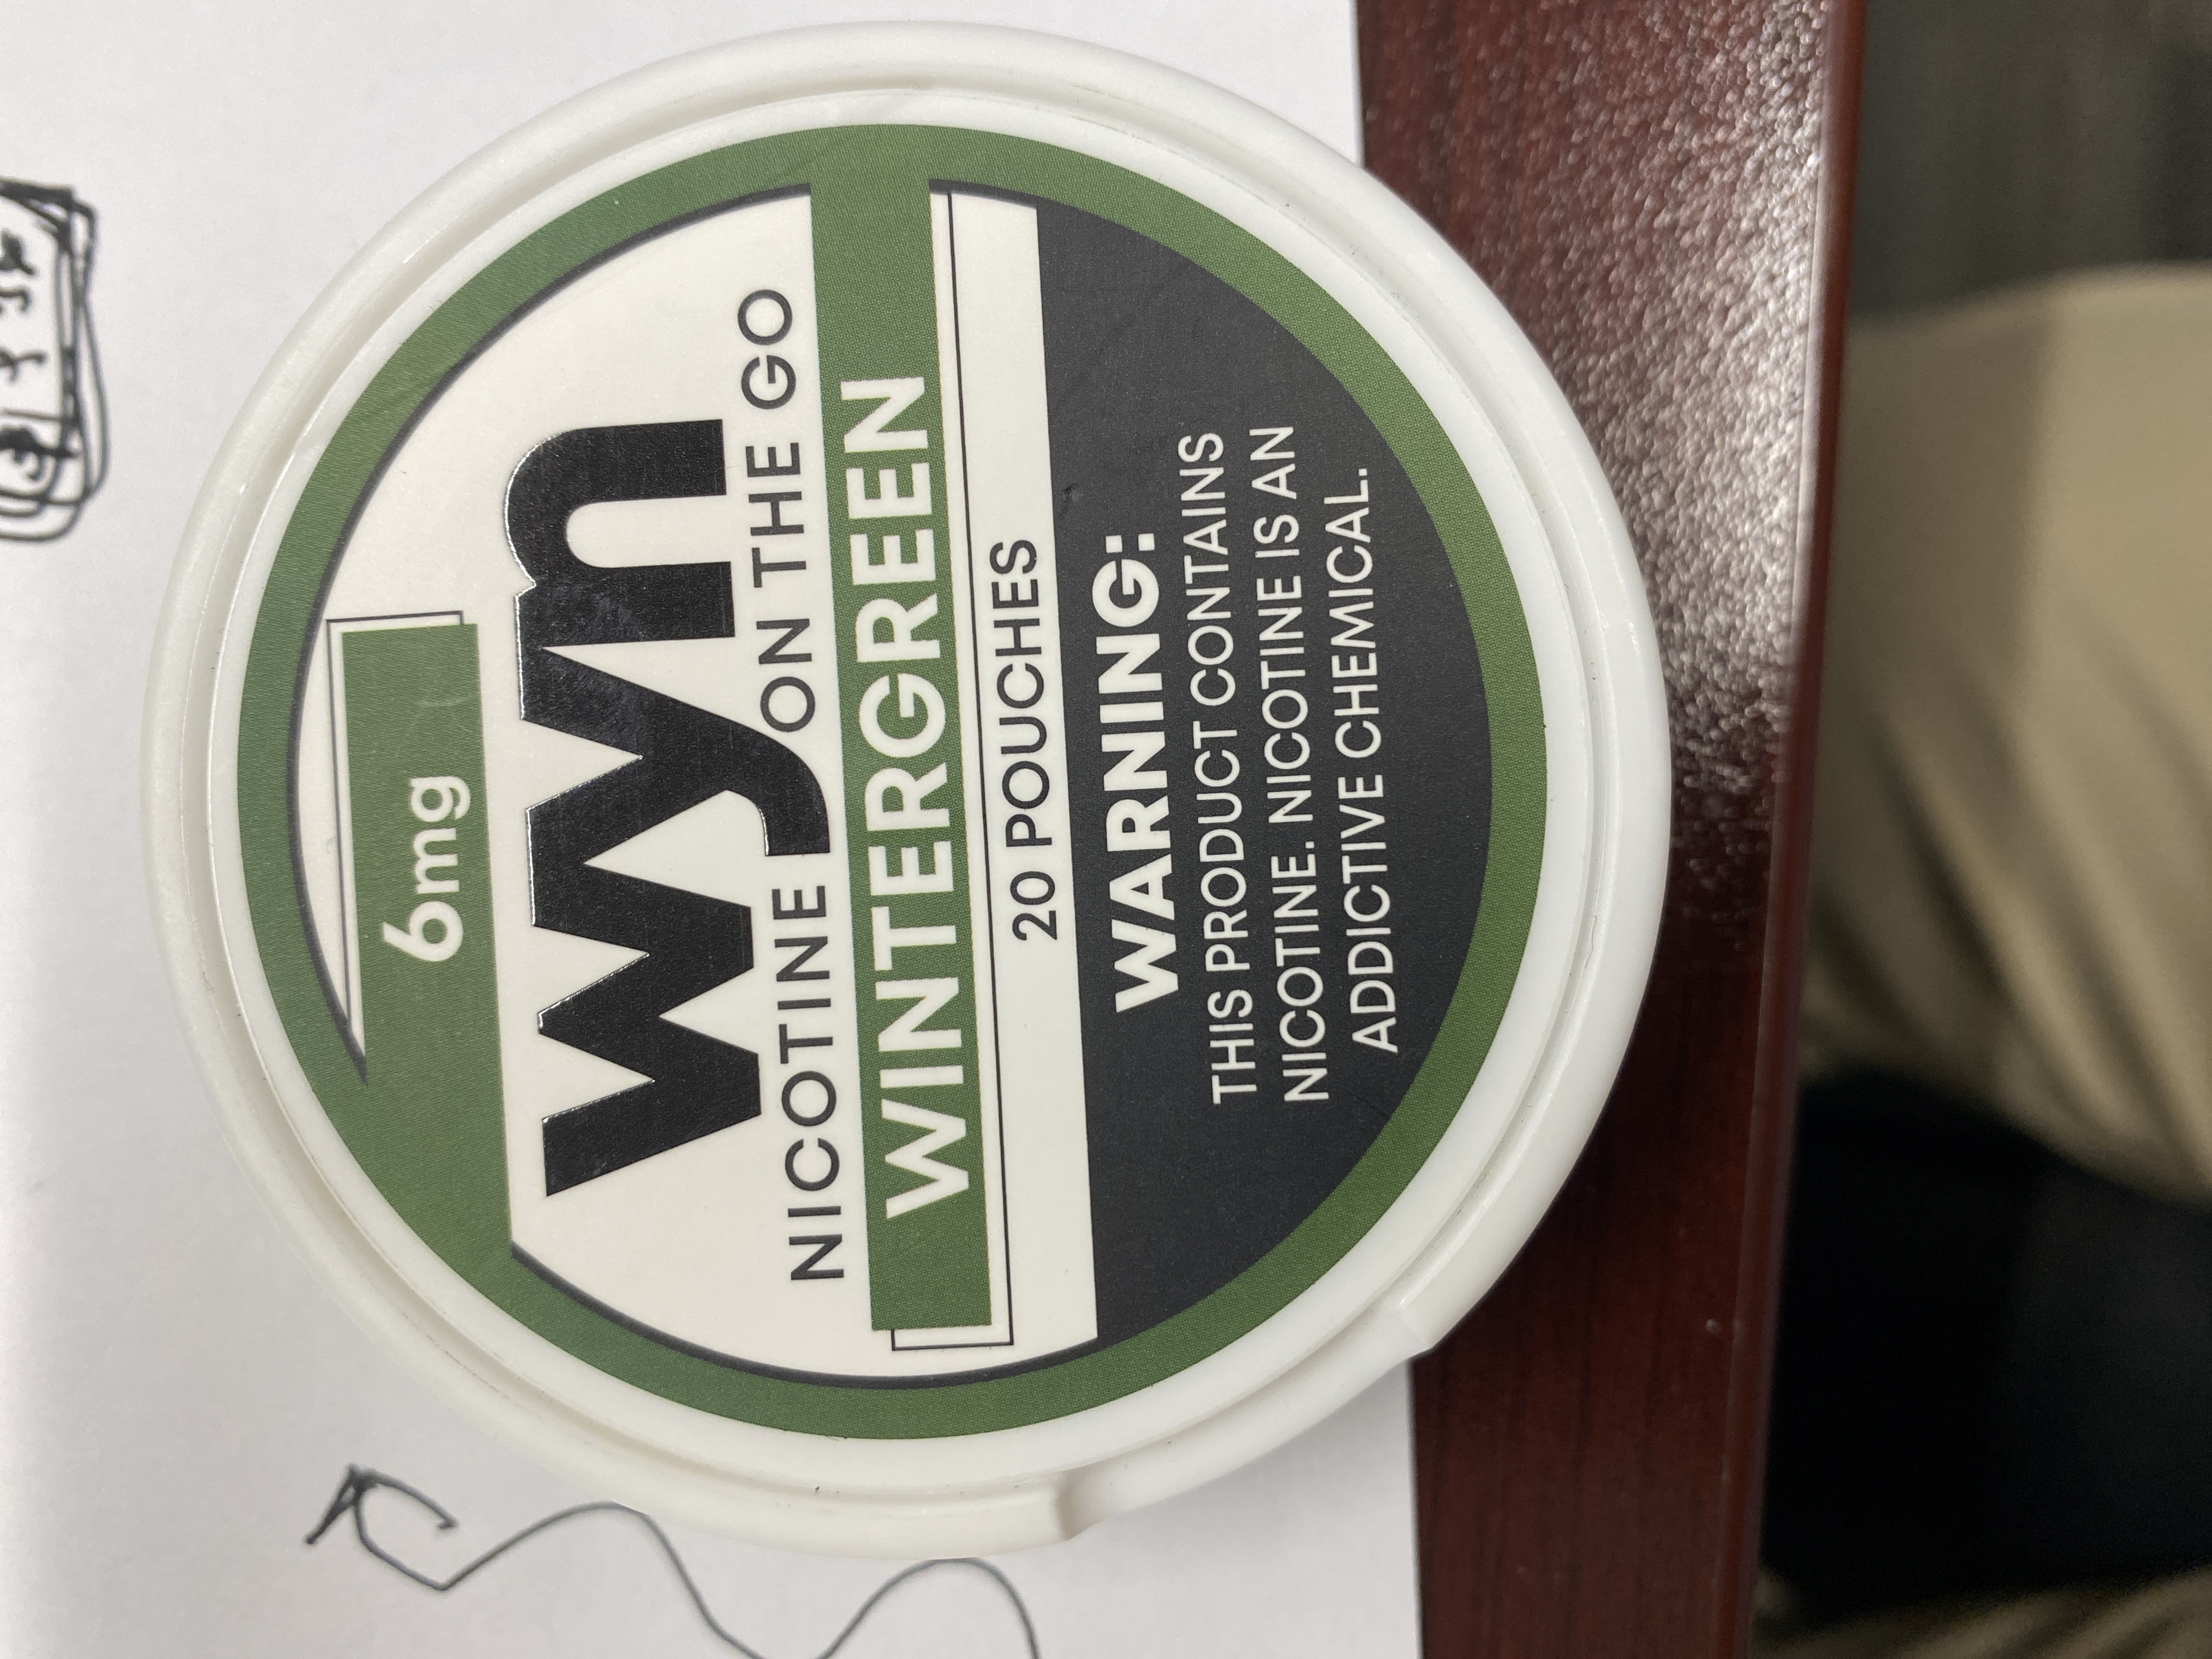 6mg
wyn
NICOTINE ON THE GO
WINTERGREEN
20 POUCHES
WARNING:
THIS PRODUCT CONTAINS
NICOTINE. NICOTINE IS AN
ADDICTIVE CHEMICAL.